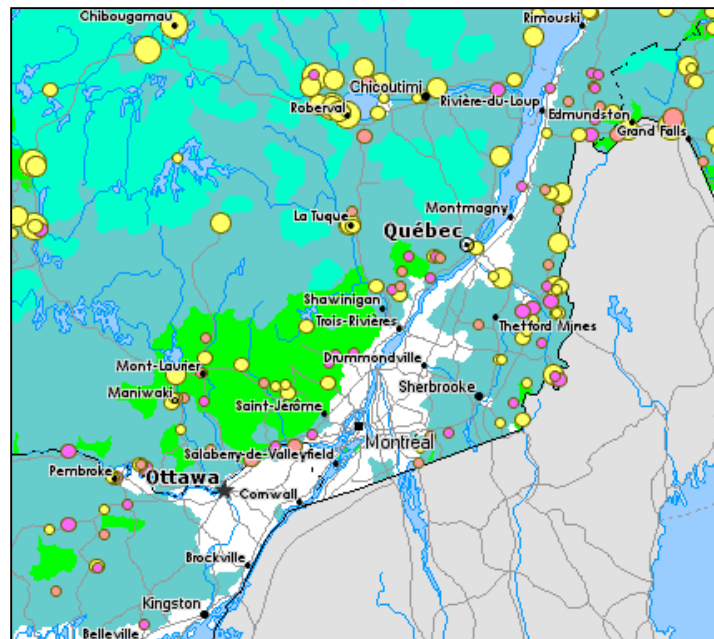 Chibougamau
Rimouski
Chicoutimi
Roberval
Rivière-du-Loup
Edmundston
Grand Falls
La Tuque
Montmagny
Québec
Shawinigan
Trois-Rivières
Thetford Mines
Drummondville
Mont-Laurier
Maniwaki
Sherbrooke
Saint-Jérôme
Montréal
Salaberry-de-Valleyfield
Pembroke
Ottawa
Cornwall
Brockville
Kingston
Belleville